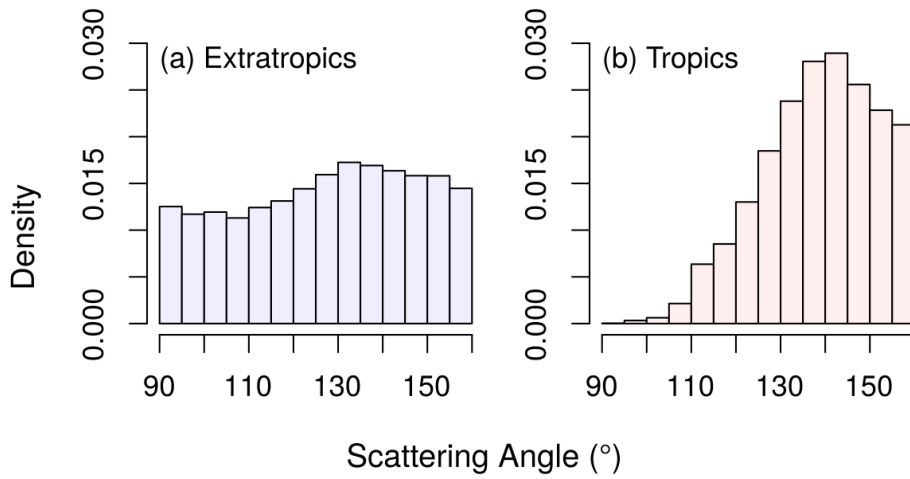 (a) Extratropics
(b) Tropics
Density
0.000
0.015
0.030
0.000
0.015
0.030
90 110 130 150
90 110 130 150
Scattering Angle (°)